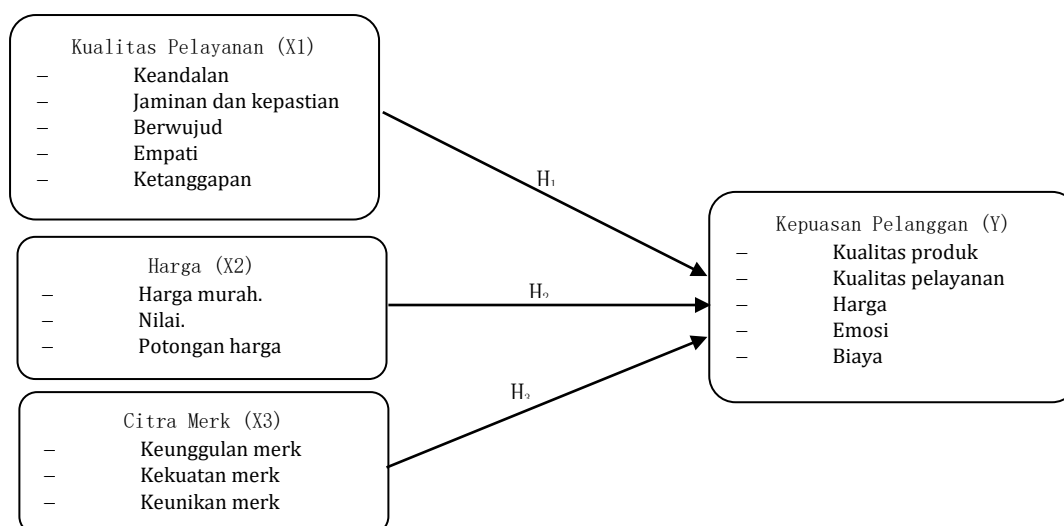 Kualitas Pelayanan (X1)
– Keandalan
– Jaminan dan kepastian
– Berwujud
– Empati
– Ketanggapan
H₁
Harga (X2)
– Harga murah.
– Nilai.
– Potongan harga
H₂
Citra Merk (X3)
– Keunggulan merk
– Kekuatan merk
– Keunikan merk
H₃
Kepuasan Pelanggan (Y)
– Kualitas produk
– Kualitas pelayanan
– Harga
– Emosi
– Biaya